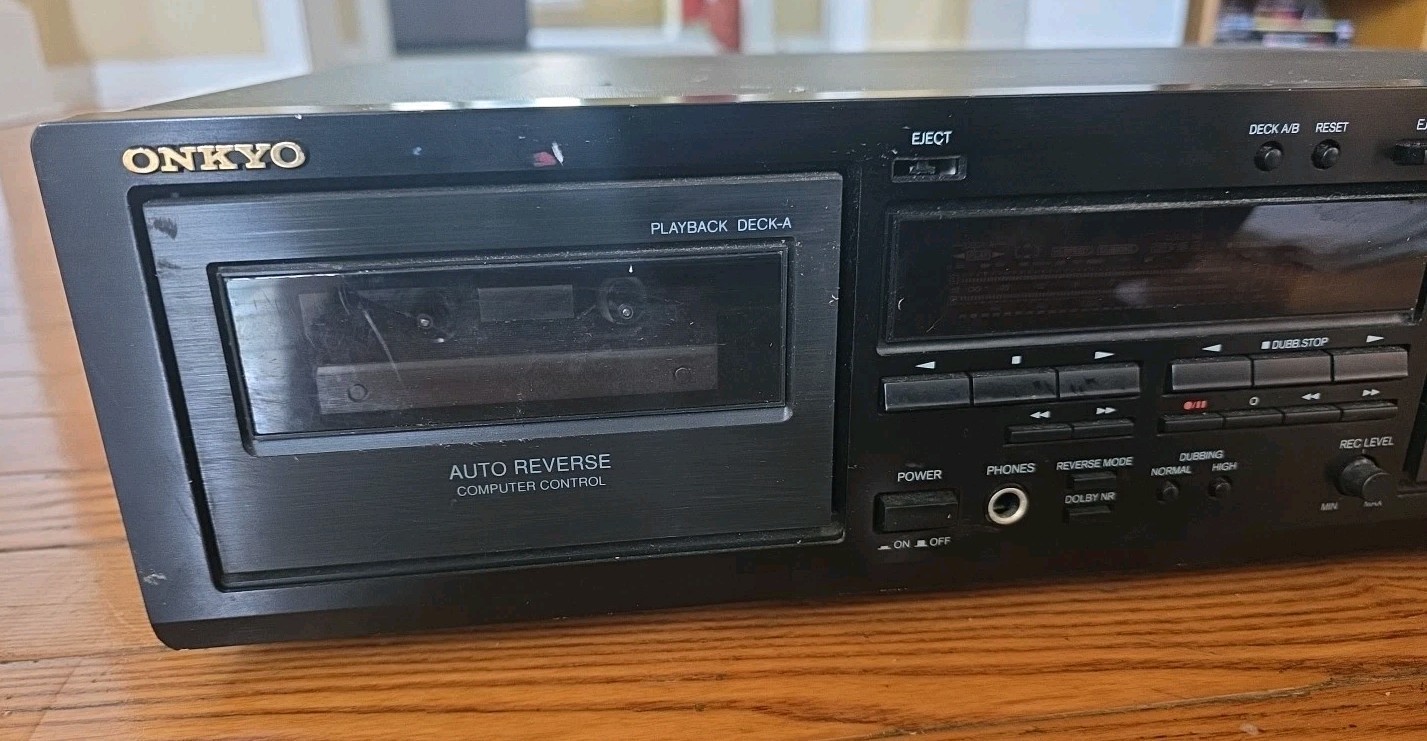 ONKYO
EJECT
DECK A/B
RESET
EJ
PLAYBACK DECK-A
AUTO REVERSE
COMPUTER CONTROL
DUBB.STOP
REC LEVEL
MIN
POWER
ON OFF
PHONES
REVERSE MODE
DOLBY NR
DUBBING
NORMAL HIGH